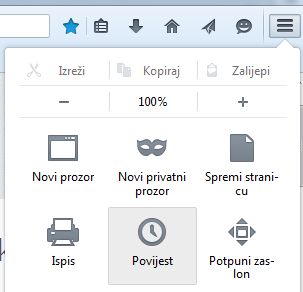 Izreži Kopiraj Zalijepi
100%
Novi prozor
Novi privatni
prozor
Spremi strani-
cu
Ispis
Povijest
Potpuni zas-
lon